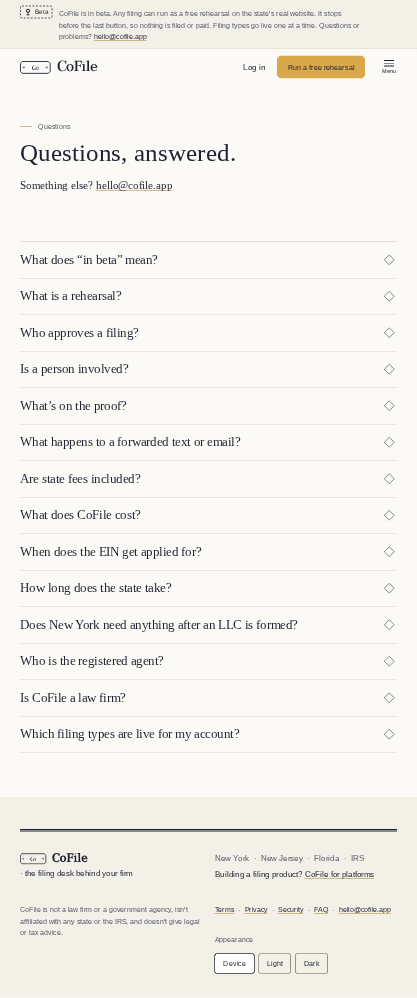 Beta
CoFile is in beta. Any filing can run as a free rehearsal on the state's real website. It stops
before the last button, so nothing is filed or paid. Filing types go live one at a time. Questions or
problems? hello@cofile.app
Co CoFile
Log in
Run a free rehearsal
Menu
Questions
Questions, answered.
Something else? hello@cofile.app
What does “in beta” mean?
What is a rehearsal?
Who approves a filing?
Is a person involved?
What’s on the proof?
What happens to a forwarded text or email?
Are state fees included?
What does CoFile cost?
When does the EIN get applied for?
How long does the state take?
Does New York need anything after an LLC is formed?
Who is the registered agent?
Is CoFile a law firm?
Which filing types are live for my account?
Co CoFile
· the filing desk behind your firm
New York · New Jersey · Florida · IRS
Building a filing product? CoFile for platforms
CoFile is not a law firm or a government agency, isn't
affiliated with any state or the IRS, and doesn't give legal
or tax advice.
Terms · Privacy · Security · FAQ · hello@cofile.app
Appearance
Device Light Dark